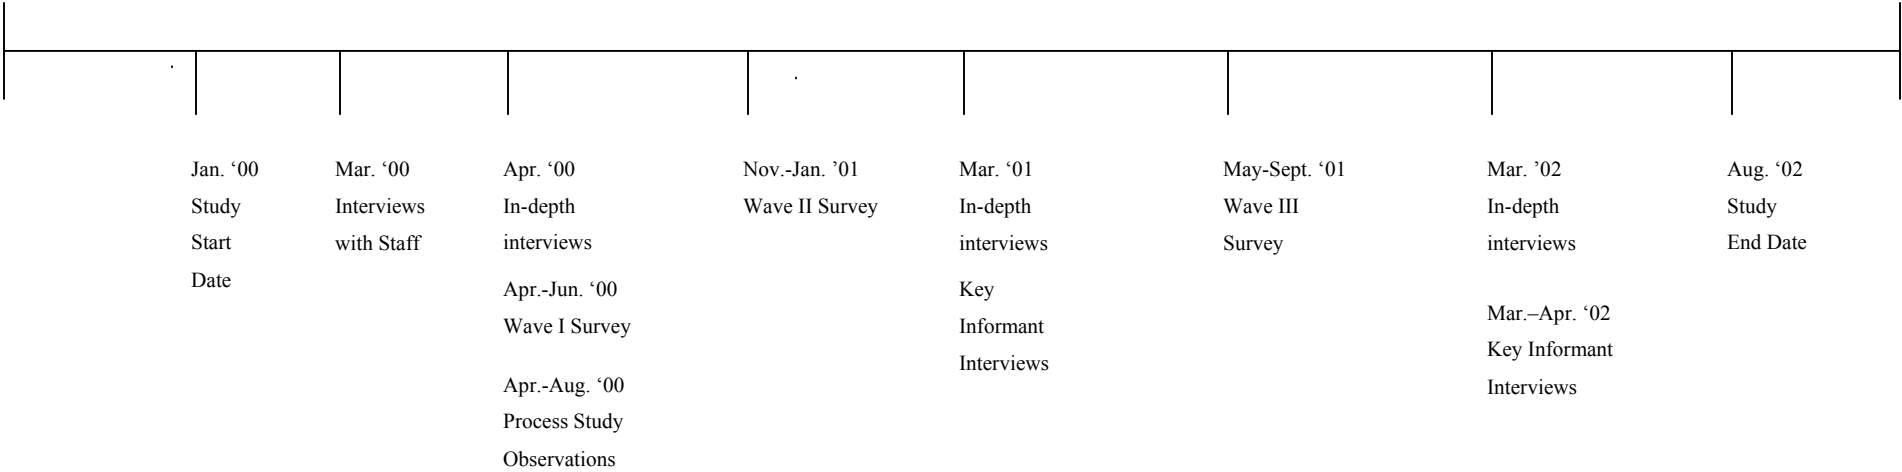 Jan. ‘00
Study
Start
Date
Mar. ‘00
Interviews
with Staff
Apr. ‘00
In-depth
interviews
Apr.-Jun. ‘00
Wave I Survey
Apr.-Aug. ‘00
Process Study
Observations
Nov.-Jan. ’01
Wave II Survey
Mar. ‘01
In-depth
interviews
Key
Informant
Interviews
May-Sept. ‘01
Wave III
Survey
Mar. ’02
In-depth
interviews
Mar.–Apr. ‘02
Key Informant
Interviews
Aug. ‘02
Study
End Date